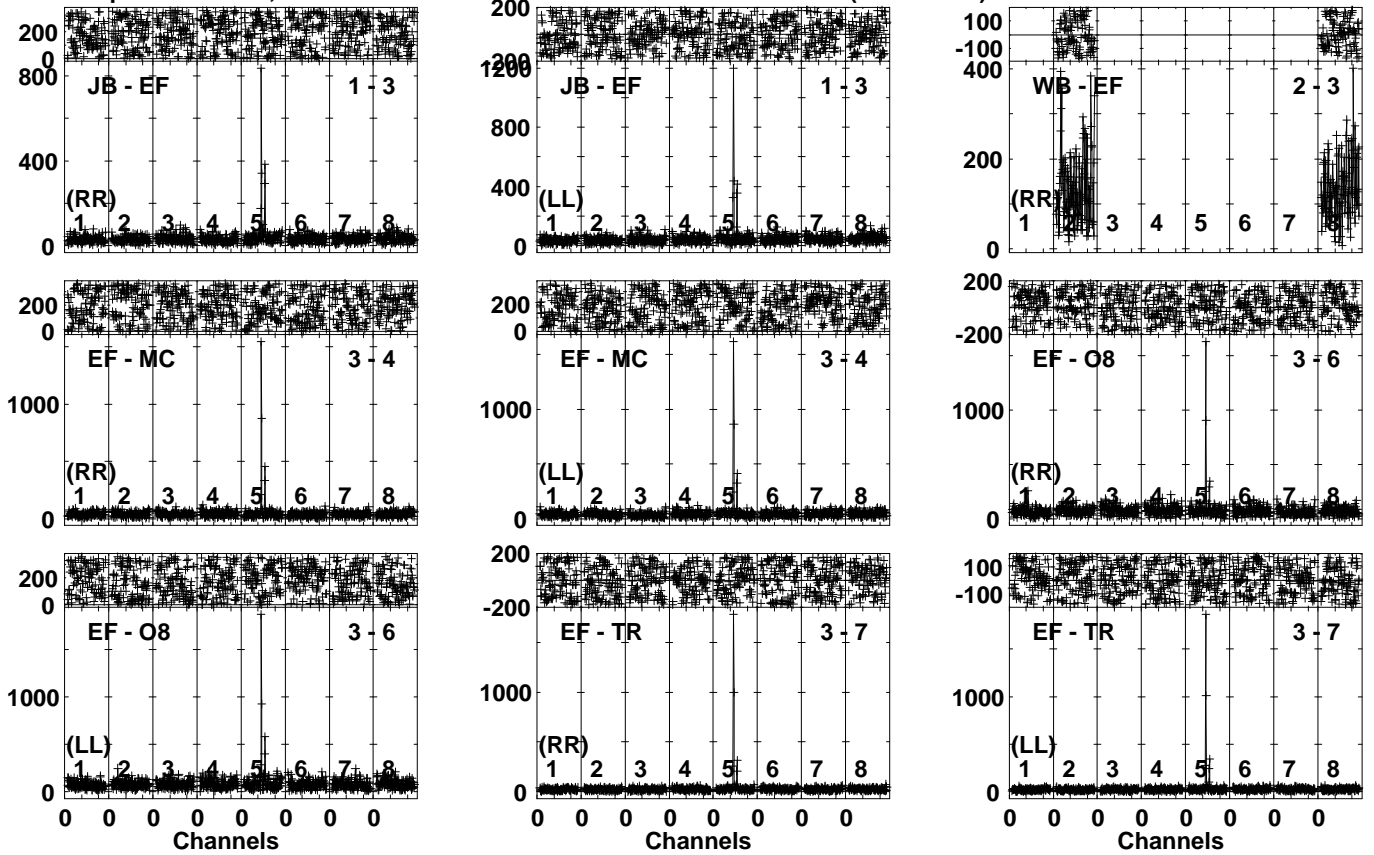 200
0
800
400
0
JB - EF 1 - 3
(RR)
1 2 3 4 5 6 7 8
200
-200
1200
800
400
0
JB - EF 1 - 3
(LL)
1 2 3 4 5 6 7 8
100
-100
400
200
0
WB - EF 2 - 3
(RR)
1 2 3 4 5 6 7 8
200
0
1000
0
EF - MC 3 - 4
(RR)
1 2 3 4 5 6 7 8
200
0
1000
0
EF - MC 3 - 4
(LL)
1 2 3 4 5 6 7 8
200
-200
1000
0
EF - O8 3 - 6
(RR)
1 2 3 4 5 6 7 8
200
0
1000
0
EF - O8 3 - 6
(LL)
1 2 3 4 5 6 7 8
0 0 0 0 0 0 0 0
Channels
200
-200
1000
0
EF - TR 3 - 7
(RR)
1 2 3 4 5 6 7 8
0 0 0 0 0 0 0 0
Channels
100
-100
1000
0
EF - TR 3 - 7
(LL)
1 2 3 4 5 6 7 8
0 0 0 0 0 0 0 0
Channels